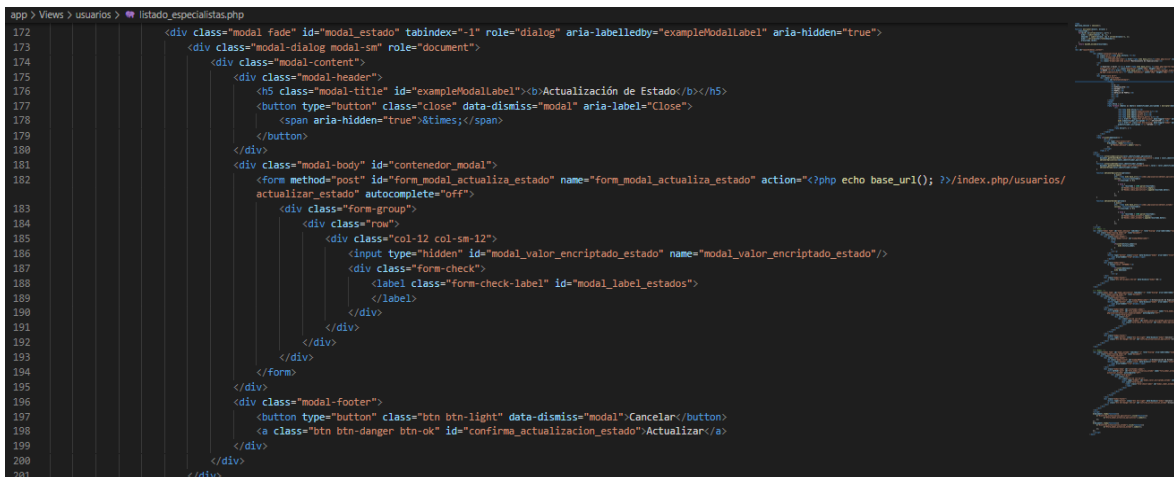 app > Views > usuarios > listado_especialistas.php
172 <div class="modal fade" id="modal_estado" tabindex="-1" role="dialog" aria-labelledby="exampleModalLabel" aria-hidden="true">
173 <div class="modal-dialog modal-sm" role="document">
174 <div class="modal-content">
175 <div class="modal-header">
176 <h5 class="modal-title" id="exampleModalLabel"><b>Actualización de Estado</b></h5>
177 <button type="button" class="close" data-dismiss="modal" aria-label="Close">
178 <span aria-hidden="true">&times;</span>
179 </button>
180 </div>
181 <div class="modal-body" id="contenedor_modal">
182 <form method="post" id="form_modal_actualiza_estado" name="form_modal_actualiza_estado" action="<?php echo base_url(); ?>/index.php/usuarios/
actualizar_estado" autocomplete="off">
183 <div class="form-group">
184 <div class="row">
185 <div class="col-12 col-sm-12">
186 <input type="hidden" id="modal_valor_encriptado_estado" name="modal_valor_encriptado_estado"/>
187 <div class="form-check">
188 <label class="form-check-label" id="modal_label_estados">
189 </label>
190 </div>
191 </div>
192 </div>
193 </div>
194 </form>
195 </div>
196 <div class="modal-footer">
197 <button type="button" class="btn btn-light" data-dismiss="modal">Cancelar</button>
198 <a class="btn btn-danger btn-ok" id="confirma_actualizacion_estado">Actualizar</a>
199 </div>
200 </div>
201 </div>